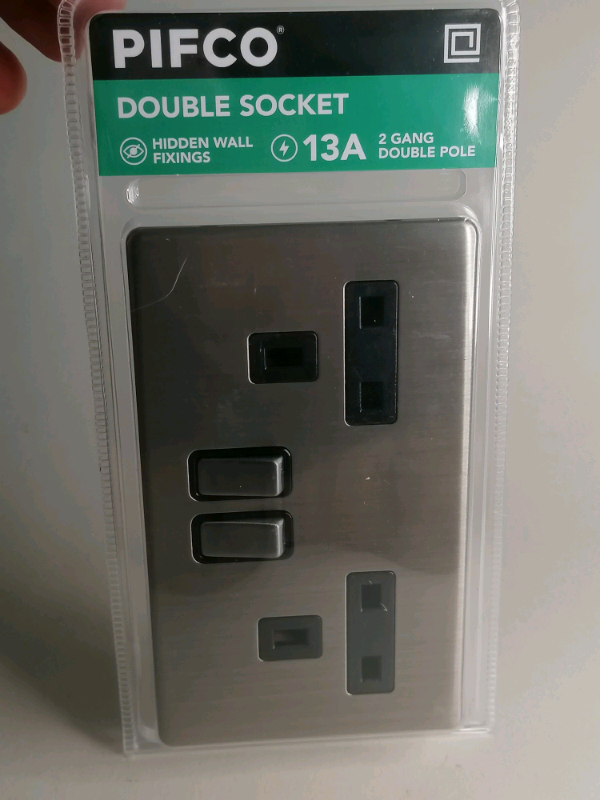 PIFCO®
DOUBLE SOCKET
HIDDEN WALL
FIXINGS
13A
2 GANG
DOUBLE POLE